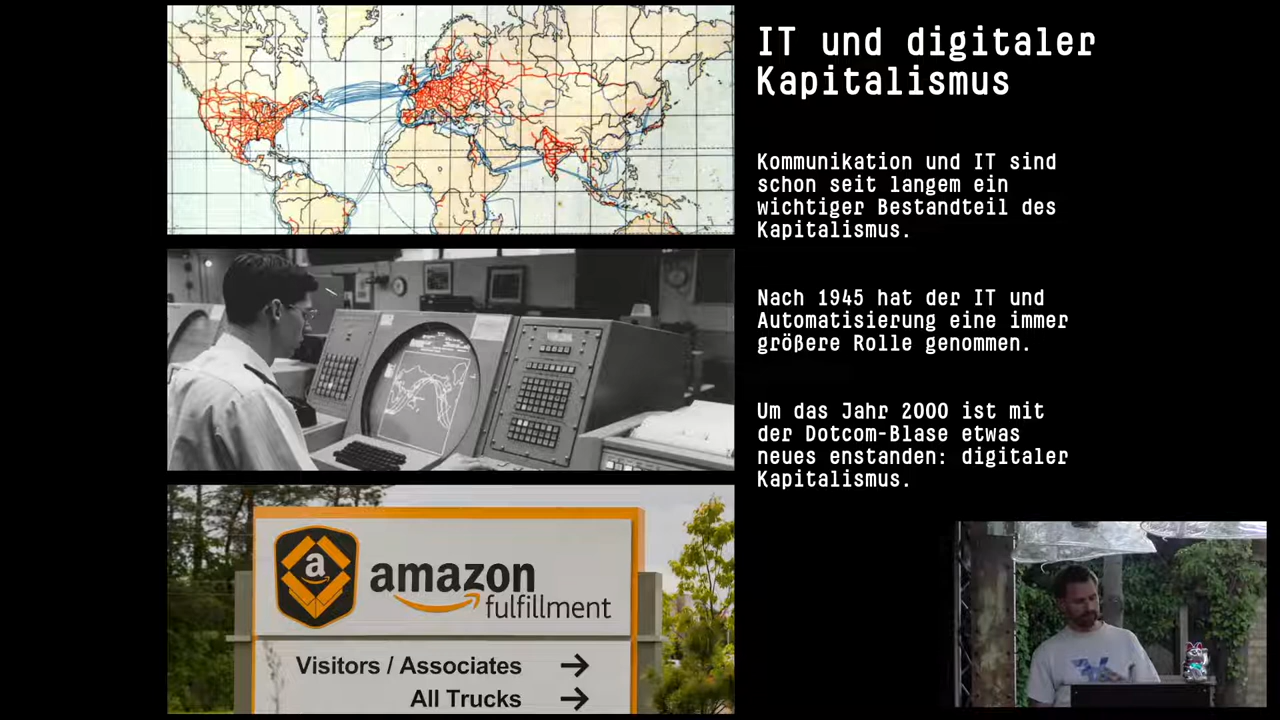 IT und digitaler
Kapitalismus
Kommunikation und IT sind
schon seit langem ein
wichtiger Bestandteil des
Kapitalismus.
Nach 1945 hat der IT und
Automatisierung eine immer
größere Rolle genommen.
Um das Jahr 2000 ist mit
der Dotcom-Blase etwas
neues enstanden: digitaler
Kapitalismus.
a
amazon
fulfillment
Visitors / Associates
All Trucks